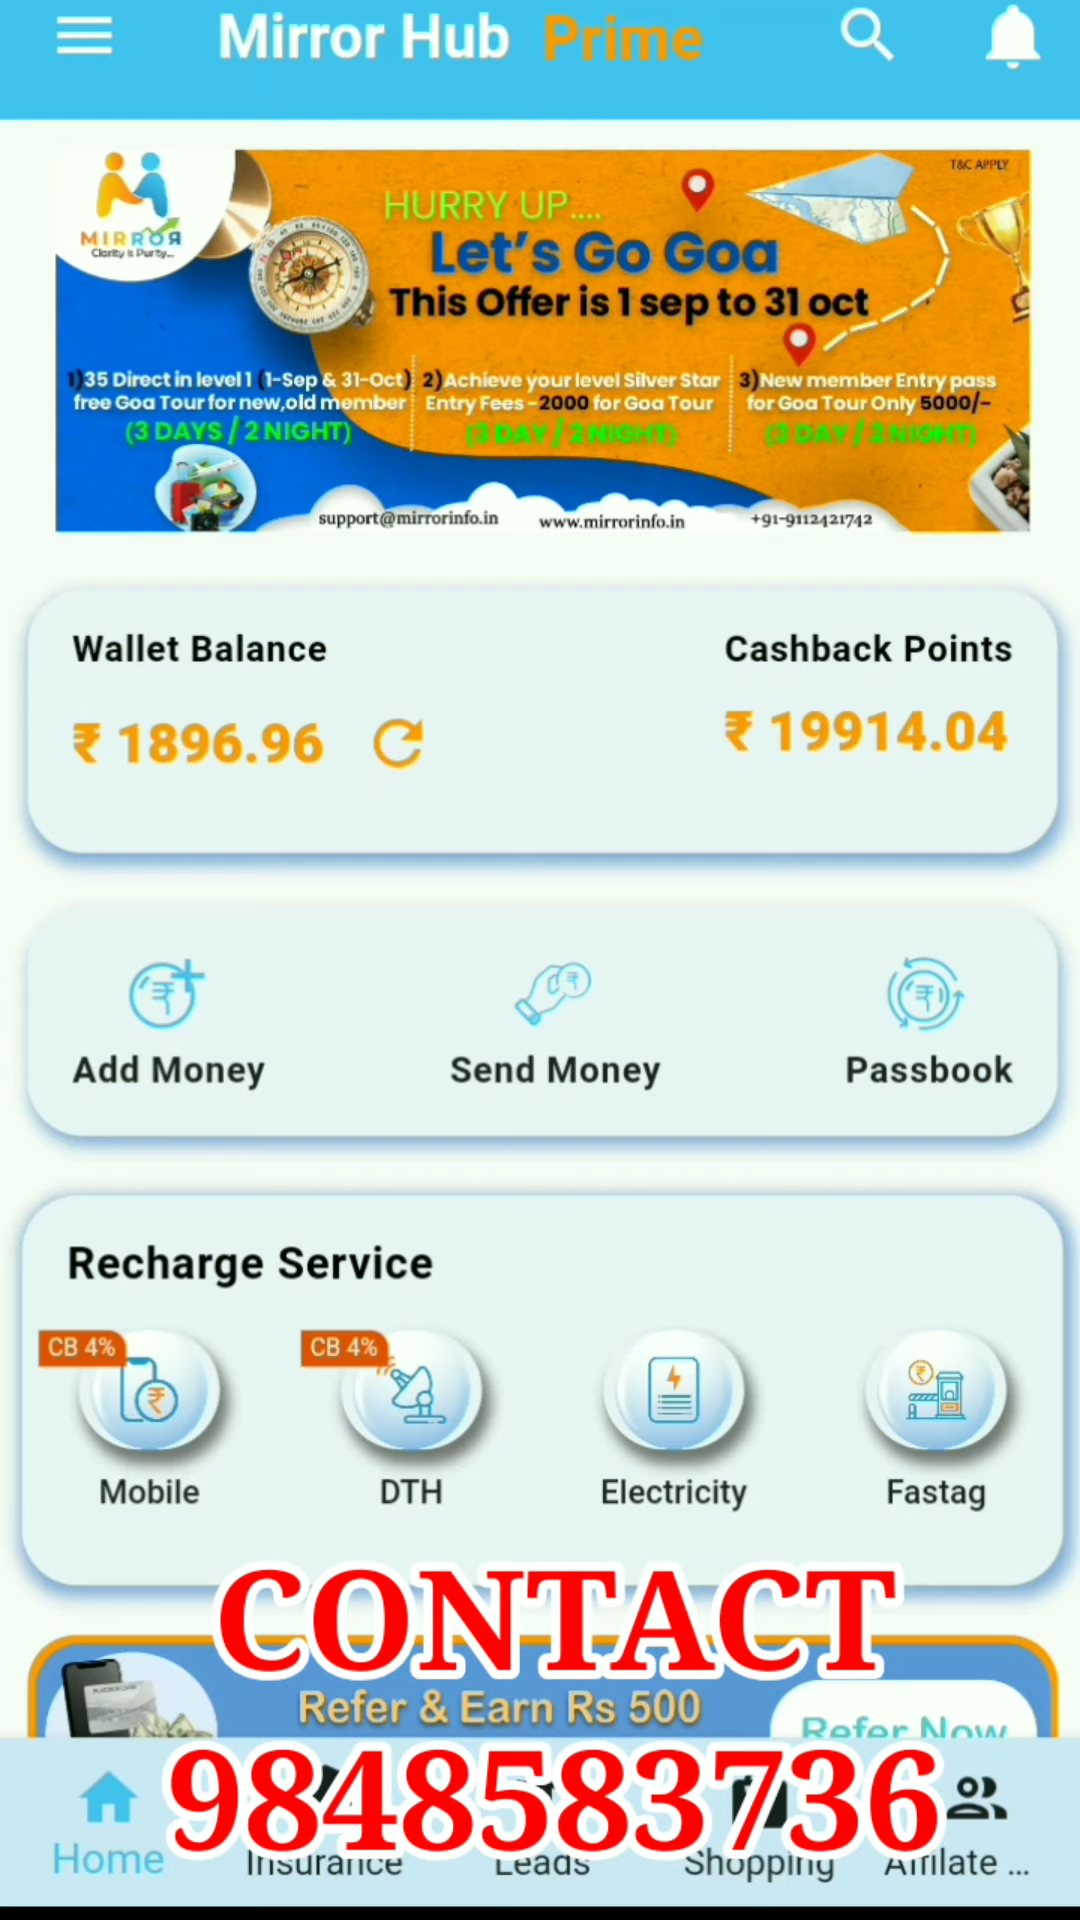 Mirror Hub Prime
T&C APPLY
MIRROR
Clarity is Purity...
HURRY UP....
Let's Go Goa
This Offer is 1 sep to 31 oct
1)35 Direct in level 1 (1-Sep & 31-Oct)
free Goa Tour for new,old member
(3 DAYS / 2 NIGHT)
2)Achieve your level Silver Star
Entry Fees -2000 for Goa Tour
(3 DAY / 2 NIGHT)
3)New member Entry pass
for Goa Tour Only 5000/-
(3 DAY / 2 NIGHT)
support@mirrorinfo.in
www.mirrorinfo.in
+91-9112421742
Wallet Balance
Cashback Points
₹ 1896.96
₹ 19914.04
Add Money
Send Money
Passbook
Recharge Service
CB 4%
CB 4%
Mobile
DTH
Electricity
Fastag
CONTACT
Refer & Earn Rs 500
Refer Now
9848583736
Home
Insurance
Leads
Shopping
Affilate ...